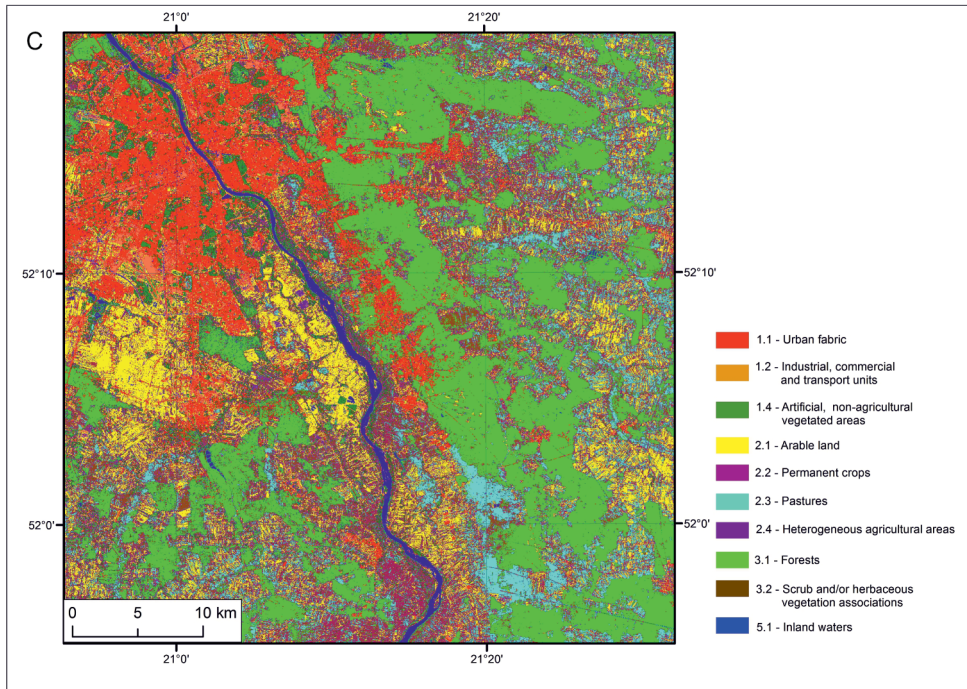 21°0'
21°20'
C
52°10'
52°10'
1.1 - Urban fabric
1.2 - Industrial, commercial
and transport units
1.4 - Artificial, non-agricultural
vegetated areas
2.1 - Arable land
2.2 - Permanent crops
2.3 - Pastures
52°0'
52°0'
2.4 - Heterogeneous agricultural areas
3.1 - Forests
3.2 - Scrub and/or herbaceous
vegetation associations
5.1 - Inland waters
0 5 10 km
21°0'
21°20'